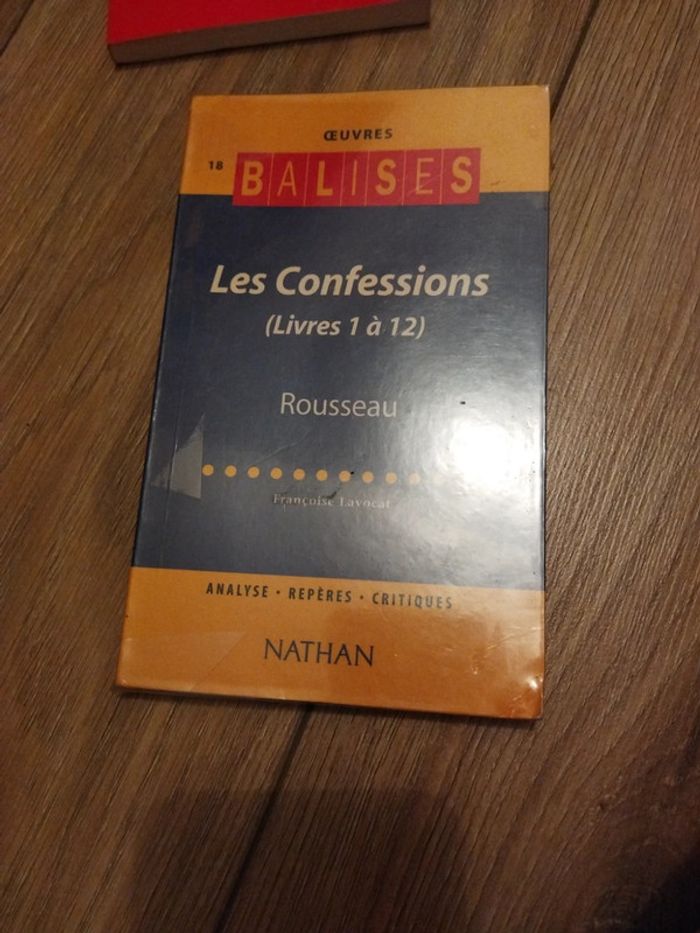 ŒUVRES
18
BALISES
Les Confessions
(Livres 1 à 12)
Rousseau
Françoise Lavocat
ANALYSE • REPÈRES • CRITIQUES
NATHAN